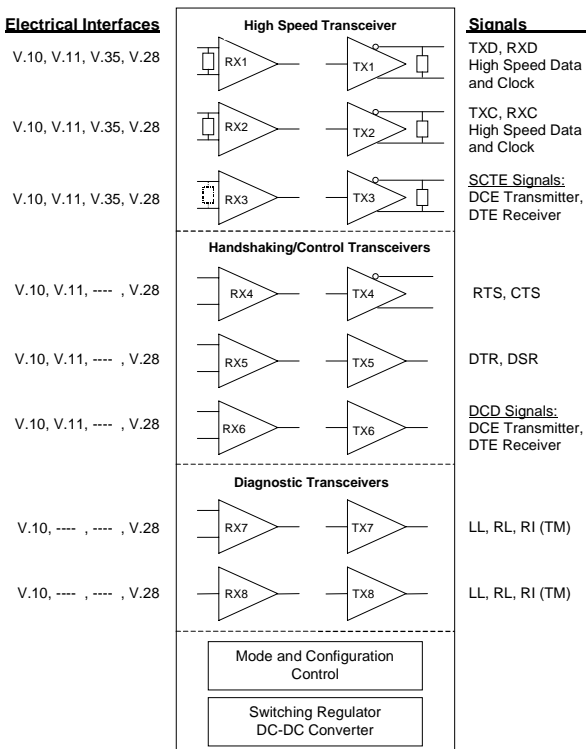 Electrical Interfaces High Speed Transceiver Signals
V.10, V.11, V.35, V.28 RX1 TX1 TXD, RXD
High Speed Data
and Clock
V.10, V.11, V.35, V.28 RX2 TX2 TXC, RXC
High Speed Data
and Clock
V.10, V.11, V.35, V.28 RX3 TX3 SCTE Signals:
DCE Transmitter,
DTE Receiver
Handshaking/Control Transceivers
V.10, V.11, ---- , V.28 RX4 TX4 RTS, CTS
V.10, V.11, ---- , V.28 RX5 TX5 DTR, DSR
V.10, V.11, ---- , V.28 RX6 TX6 DCD Signals:
DCE Transmitter,
DTE Receiver
Diagnostic Transceivers
V.10, ---- , ---- , V.28 RX7 TX7 LL, RL, RI (TM)
V.10, ---- , ---- , V.28 RX8 TX8 LL, RL, RI (TM)
Mode and Configuration
Control
Switching Regulator
DC-DC Converter